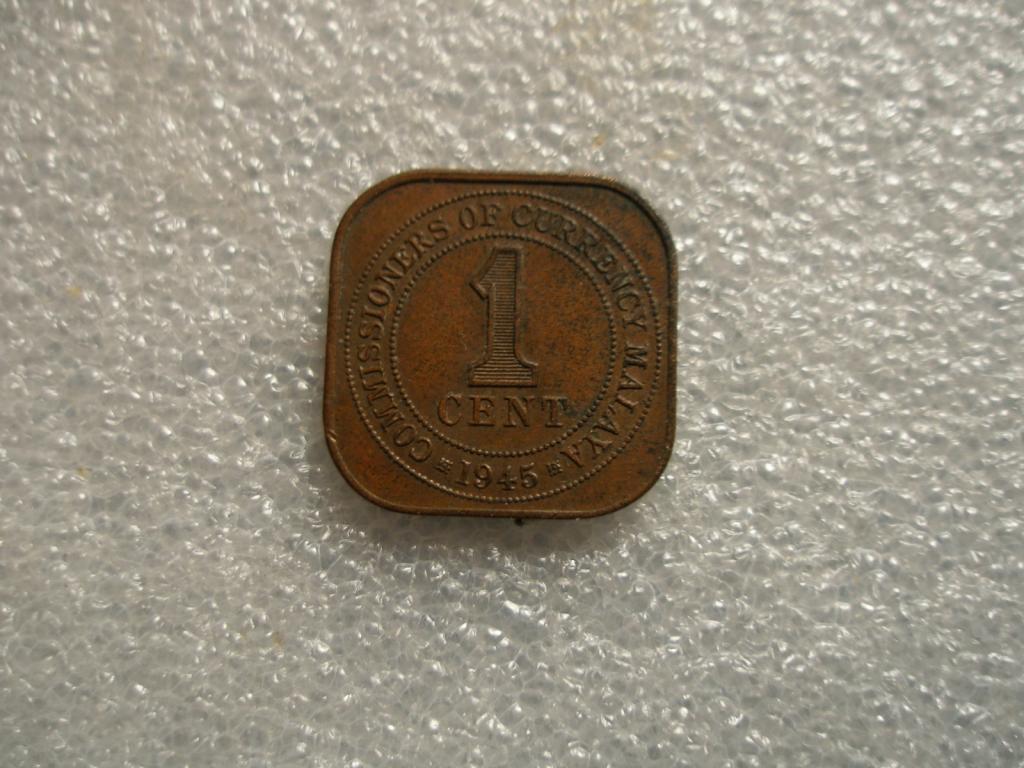 COMMISSIONERS OF CURRENCY MALAYA
1
CENT
1945